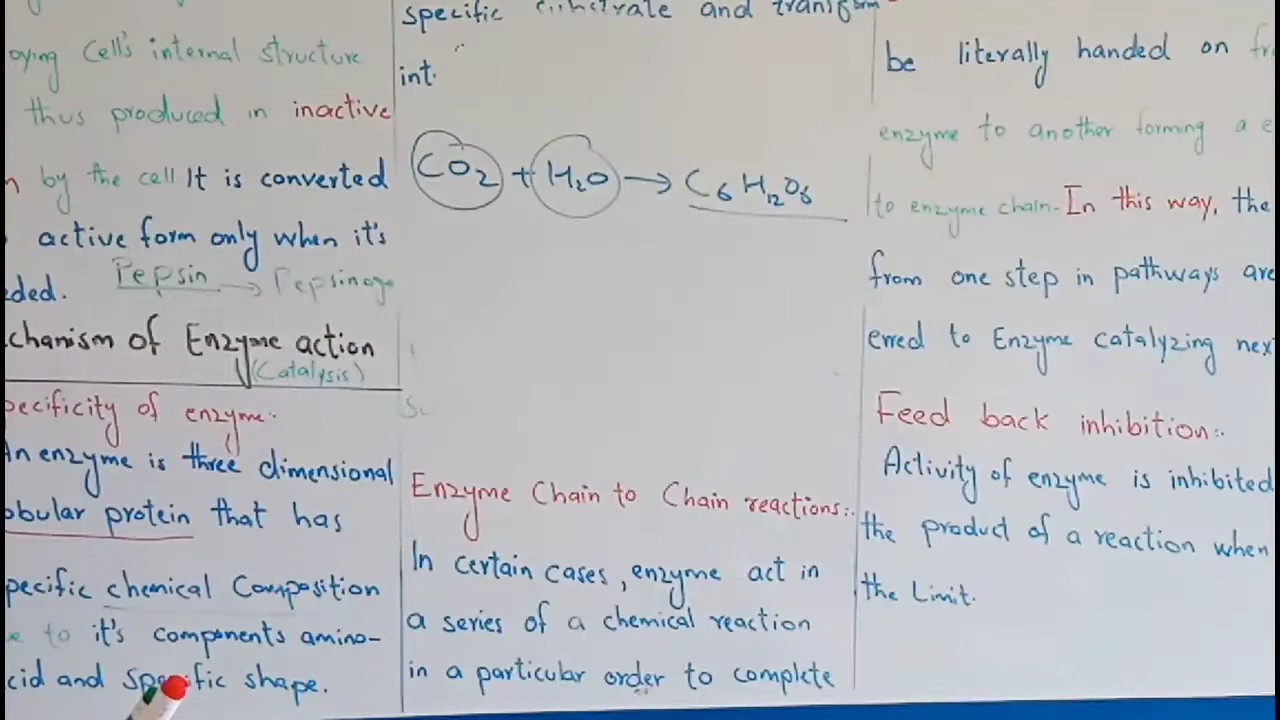 oying Cell's internal structure
thus produced in inactive
by the cell It is converted
active form only when it's
eded.
Pepsin → Pepsinoge
chanism of Enzyme action
(Catalysis)
pecificity of enzyme.
An enzyme is three dimensional
obular protein that has
pecific chemical Composition
to it's components amino-
cid and specific shape.
specific substrate and transform
int.
CO2 + H2O → C6H12O6
Enzyme Chain to Chain reactions:.
In certain cases, enzyme act in
a series of a chemical reaction
in a particular order to complete
be literally handed on
enzyme to another forming a e
to enzyme chain. In this way, the
from one step in pathways are
erred to Enzyme catalyzing nex
Feed back inhibition:.
Activity of enzyme is inhibited
the product of a reaction when
the Limit.